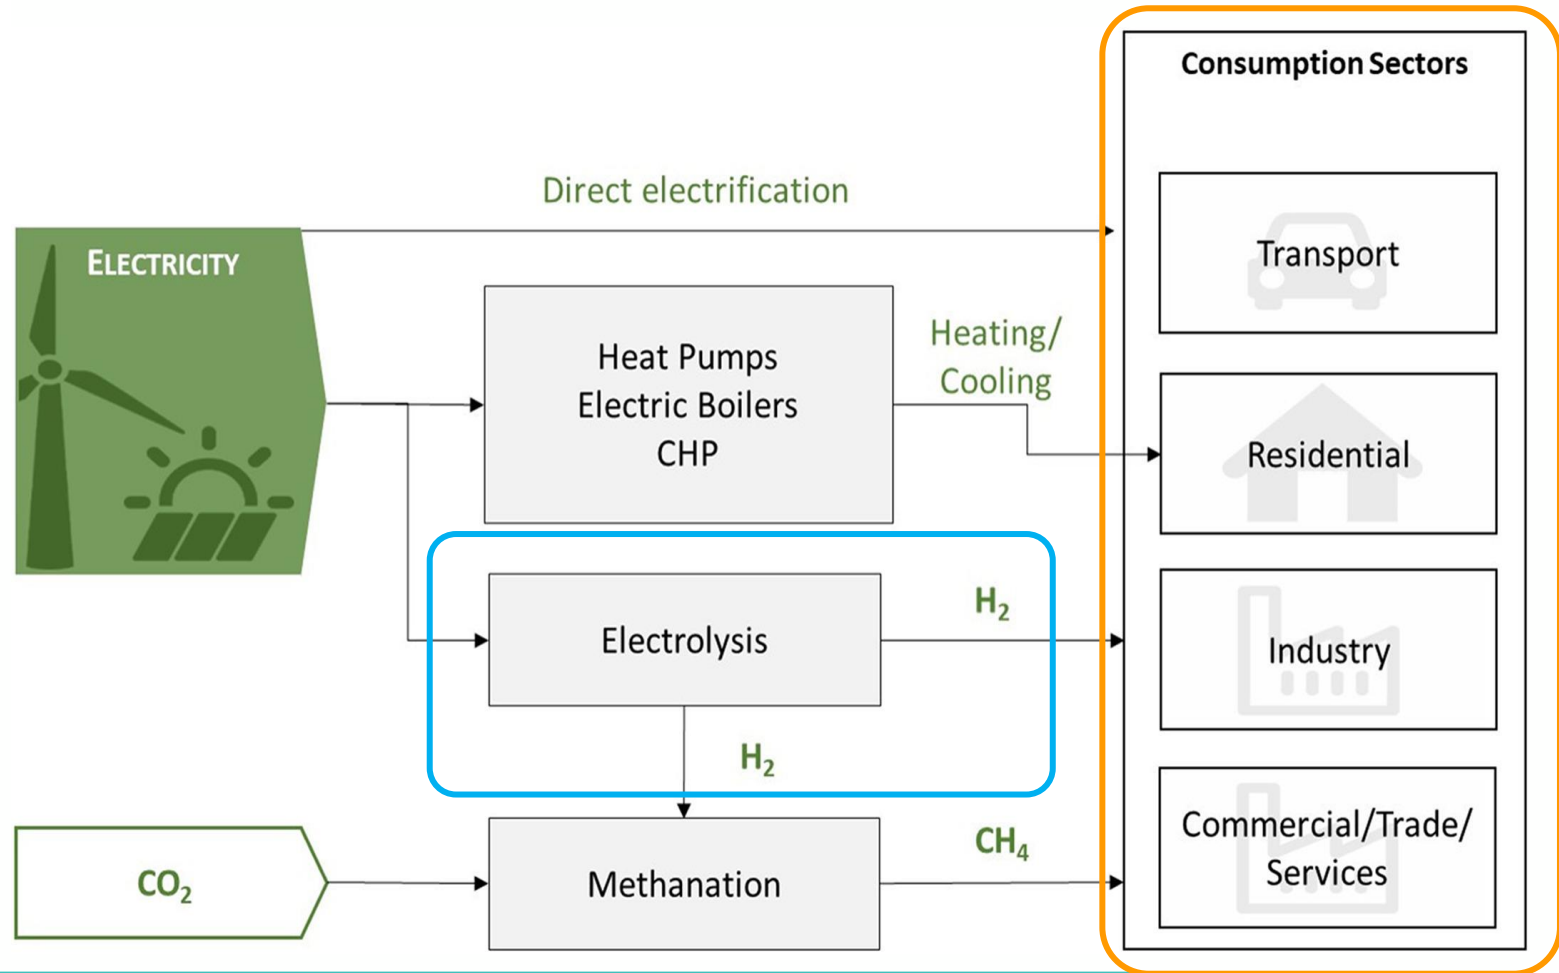 Consumption Sectors
Direct electrification
ELECTRICITY
Transport
Heat Pumps
Electric Boilers
CHP
Heating/
Cooling
Residential
Electrolysis
H₂
Industry
H₂
CO₂
Methanation
CH₄
Commercial/Trade/
Services